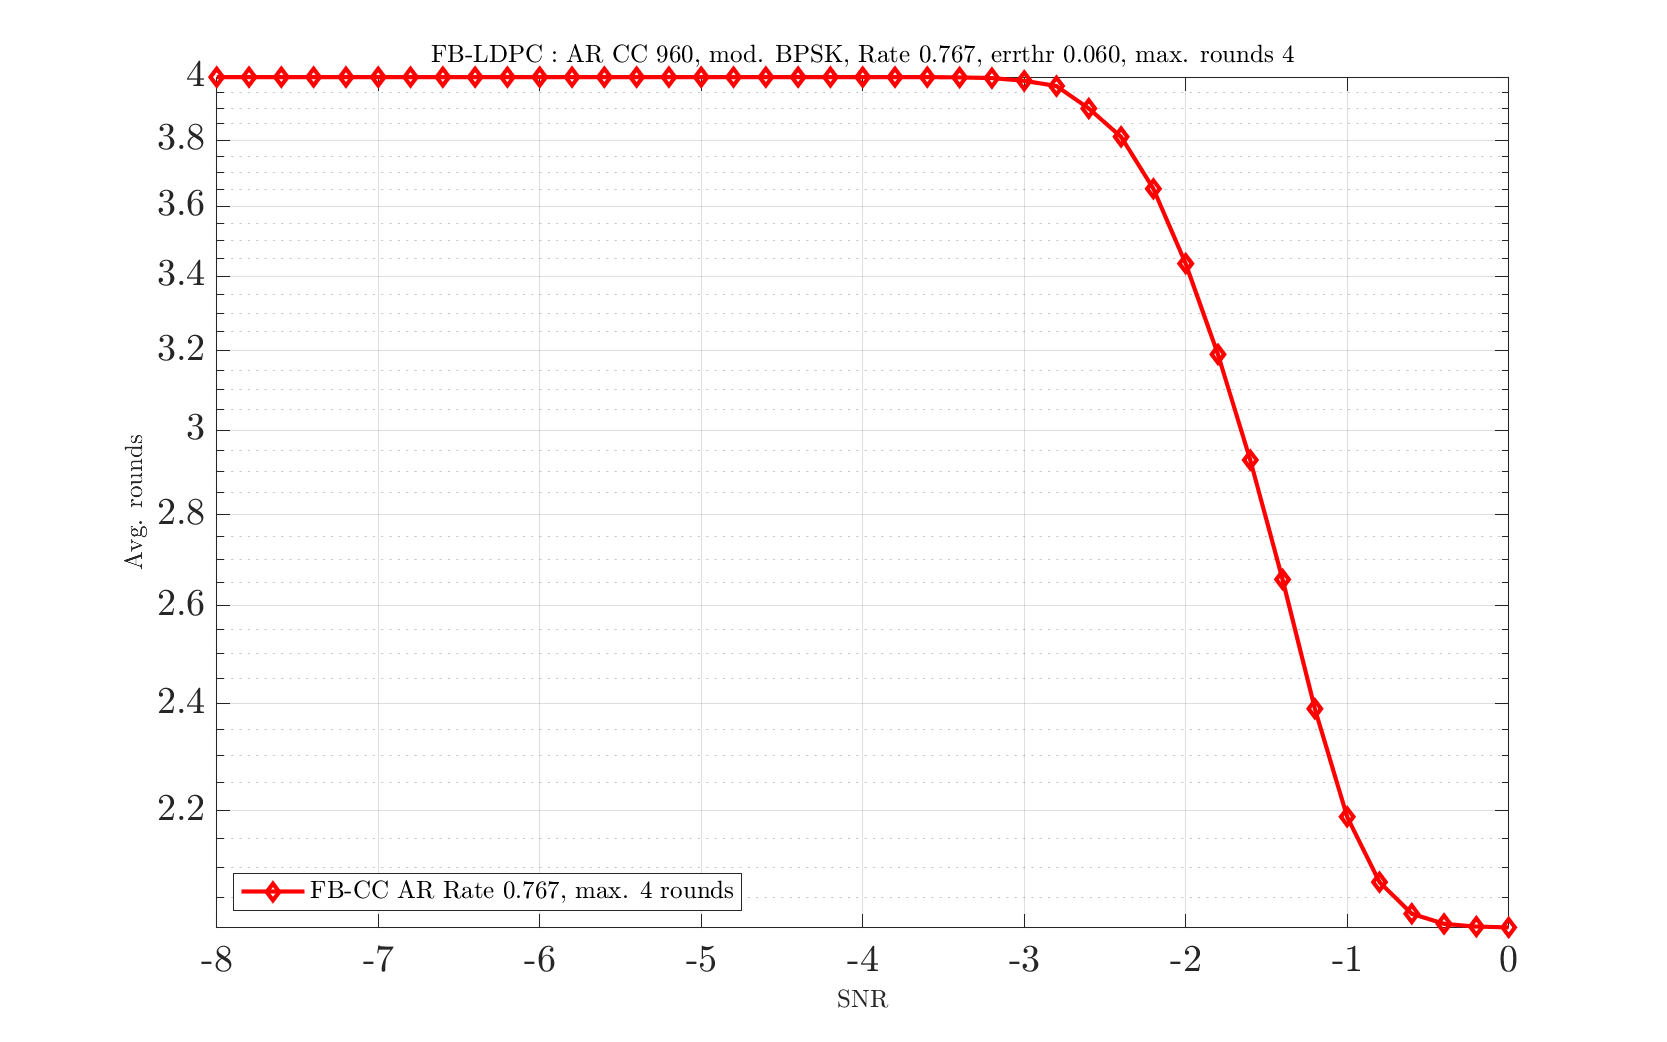 FB-LDPC : AR CC 960, mod. BPSK, Rate 0.767, errthr 0.060, max. rounds 4
4
3.8
3.6
3.4
3.2
3
2.8
2.6
2.4
2.2
Avg. rounds
FB-CC AR Rate 0.767, max. 4 rounds
-8 -7 -6 -5 -4 -3 -2 -1 0
SNR